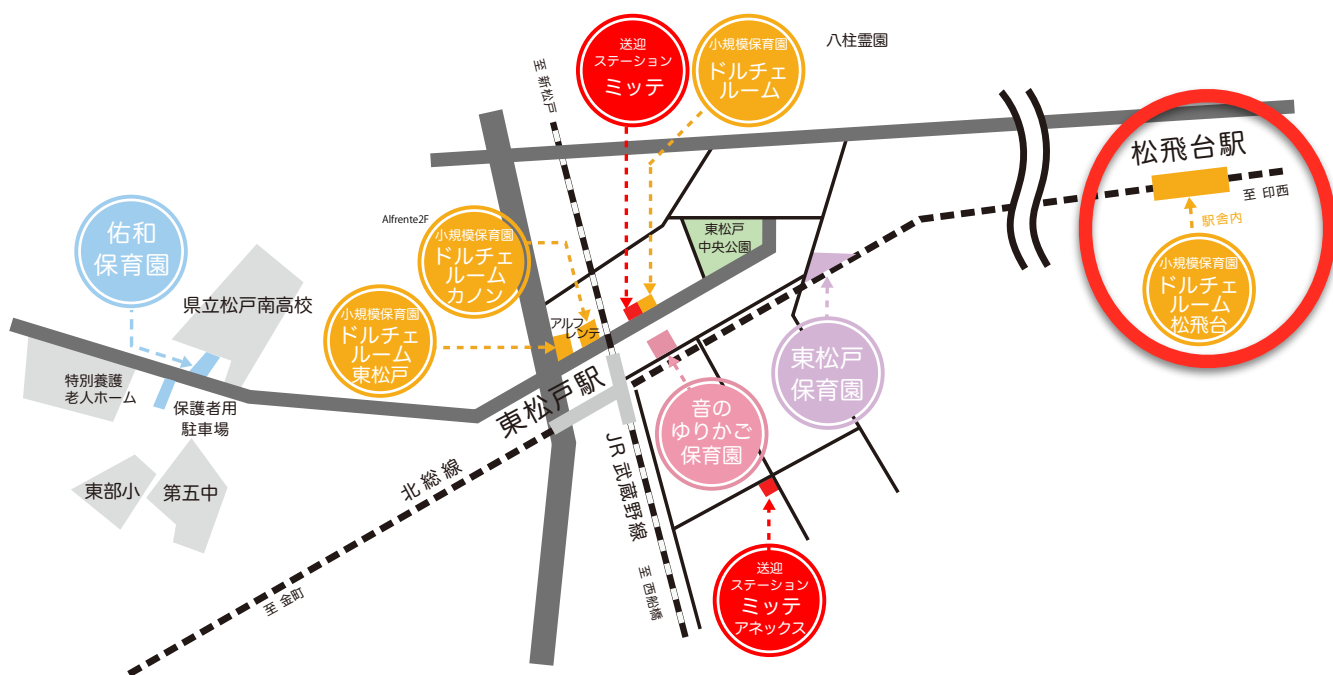 送迎
ステーション
ミッテ
小規模保育園
ドルチェ
ルーム
八柱霊園
至 新松戸
松飛台駅
至 印西
駅舎内
小規模保育園
ドルチェ
ルーム
松飛台
佑和
保育園
Alfrente2F
小規模保育園
ドルチェ
ルーム
カノン
東松戸
中央公園
県立松戸南高校
小規模保育園
ドルチェ
ルーム
東松戸
アルフ
レンテ
東松戸
保育園
特別養護
老人ホーム
保護者用
駐車場
東松戸駅
音の
ゆりかご
保育園
東部小
第五中
北総線
JR 武蔵野線
至 金町
至 西船橋
送迎
ステーション
ミッテ
アネックス